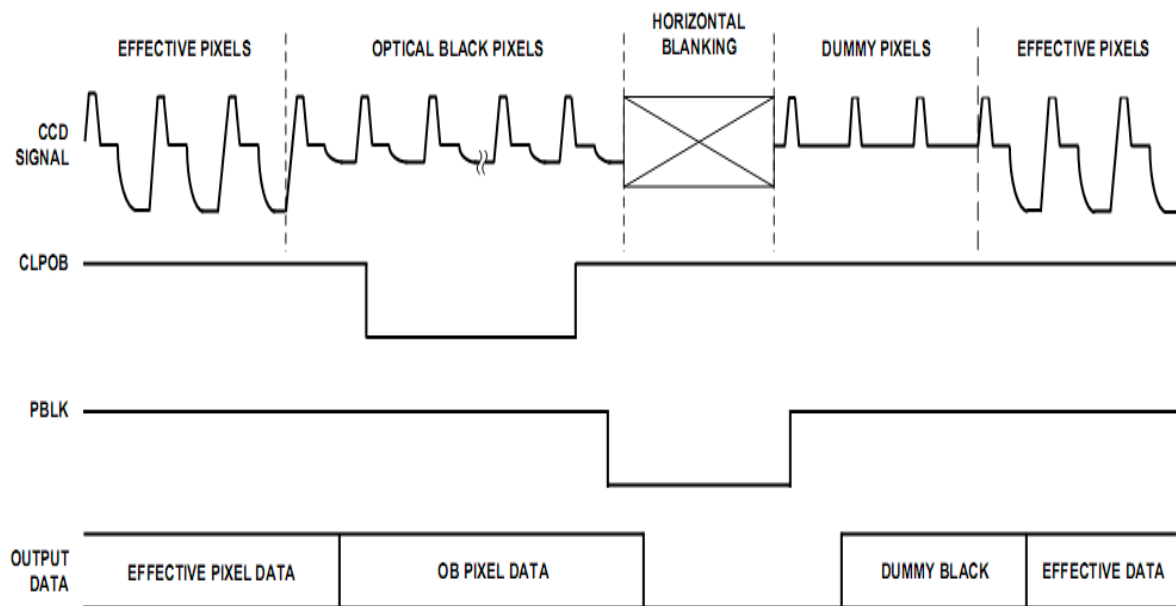 EFFECTIVE PIXELS
OPTICAL BLACK PIXELS
HORIZONTAL
BLANKING
DUMMY PIXELS
EFFECTIVE PIXELS
CCD
SIGNAL
CLPOB
PBLK
OUTPUT
DATA
EFFECTIVE PIXEL DATA
OB PIXEL DATA
DUMMY BLACK
EFFECTIVE DATA